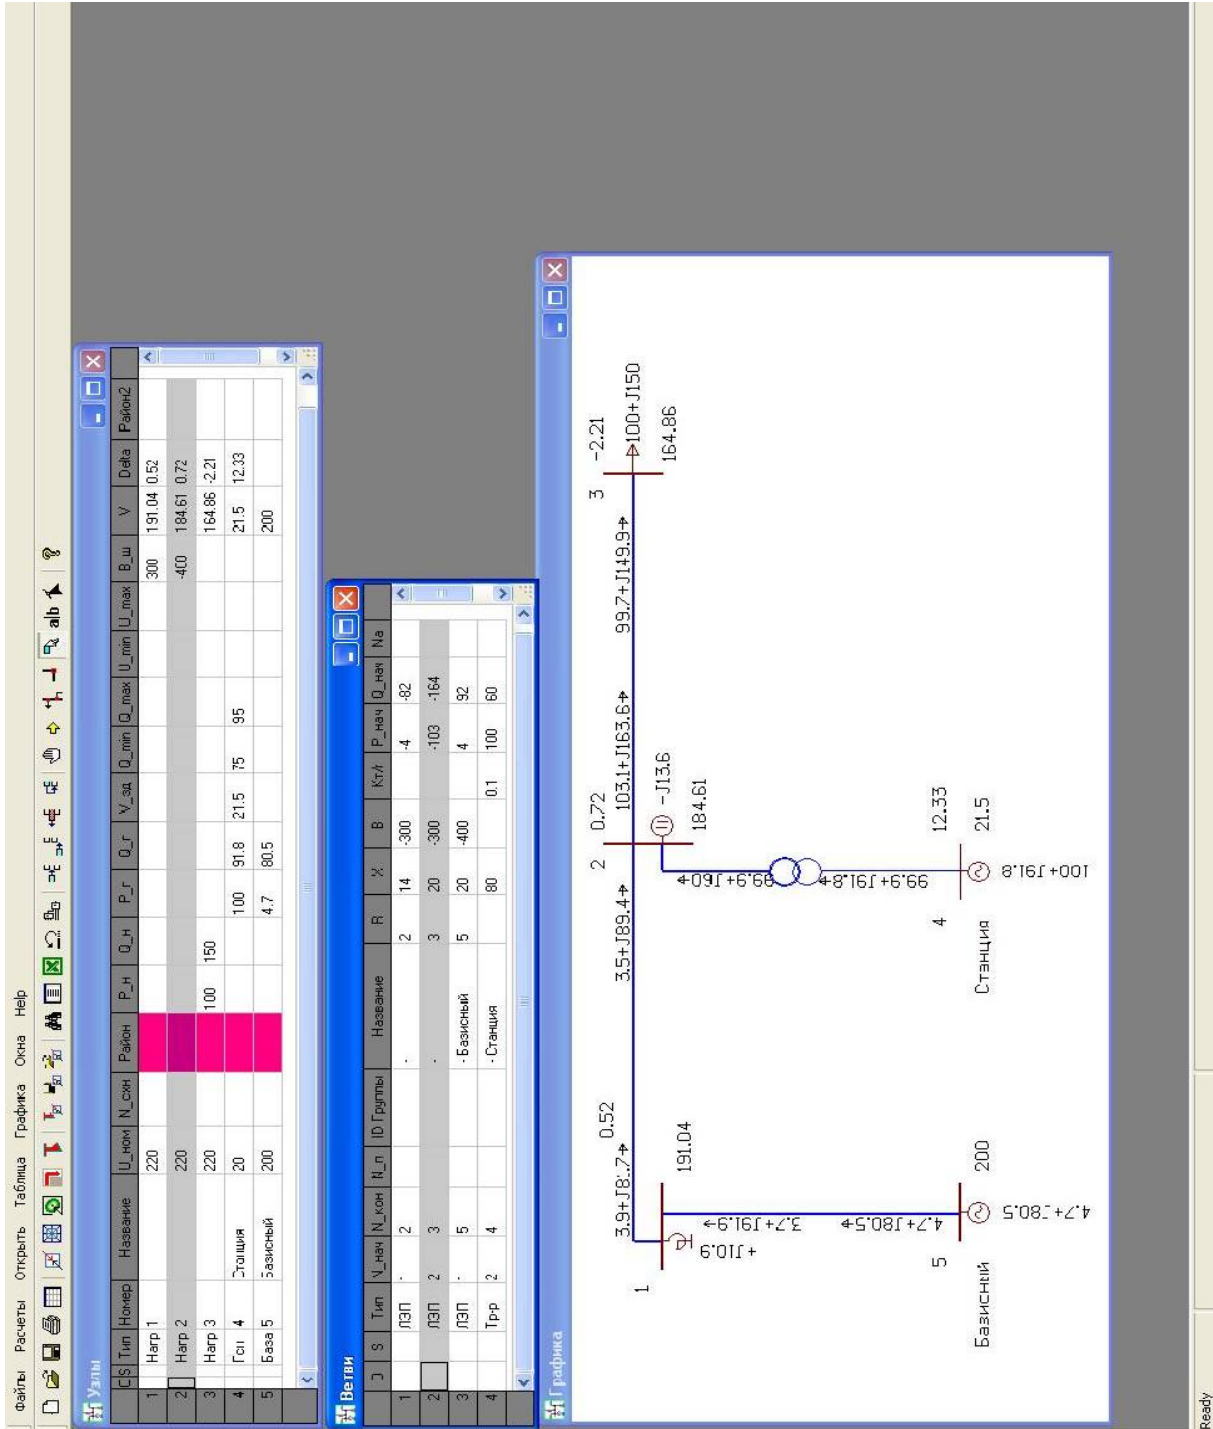 Файлы Расчеты Открыть Таблица Графика Окна Help
a|b
Узлы
C S Тип Номер Название U_ном N_схн Район P_н Q_н P_г Q_г V_зд Q_min Q_max U_min U_max B_ш V Delta Район2
1 Нагр 1 220 300 191.04 0.52
2 Нагр 2 220 -400 184.61 0.72
3 Нагр 3 220 100 150 164.86 -2.21
4 4 Станция 20 100 91.8 21.5 75 95 21.5 12.33
5 База 5 Базисный 200 4.7 80.5 200
Ветви
S Тип N_кон N_п ID Группы Название R X B Кт/r P_нач Q_нач Na
1 ЛЭП 2 - 2 14 -300 -4 -82
2 ЛЭП 2 3 - 3 20 -300 -103 -164
3 ЛЭП 5 - Базисный 5 20 -400 4 92
4 Тр-р 2 4 - Станция 80 0.1 100 60
Графика
1
0.52
191.04
+J10.9
2
0.72
184.61
-J13.6
3
-2.21
164.86
100+J150
3.5+J89.4
103.1+J163.6
99.7+J149.9
3.7+J91.9
4.7+J80.5
99.9+J60
99.9+J91.8
5
200
4.7+J80.5
Базисный
4
12.33
21.5
100+J91.8
Станция
Ready